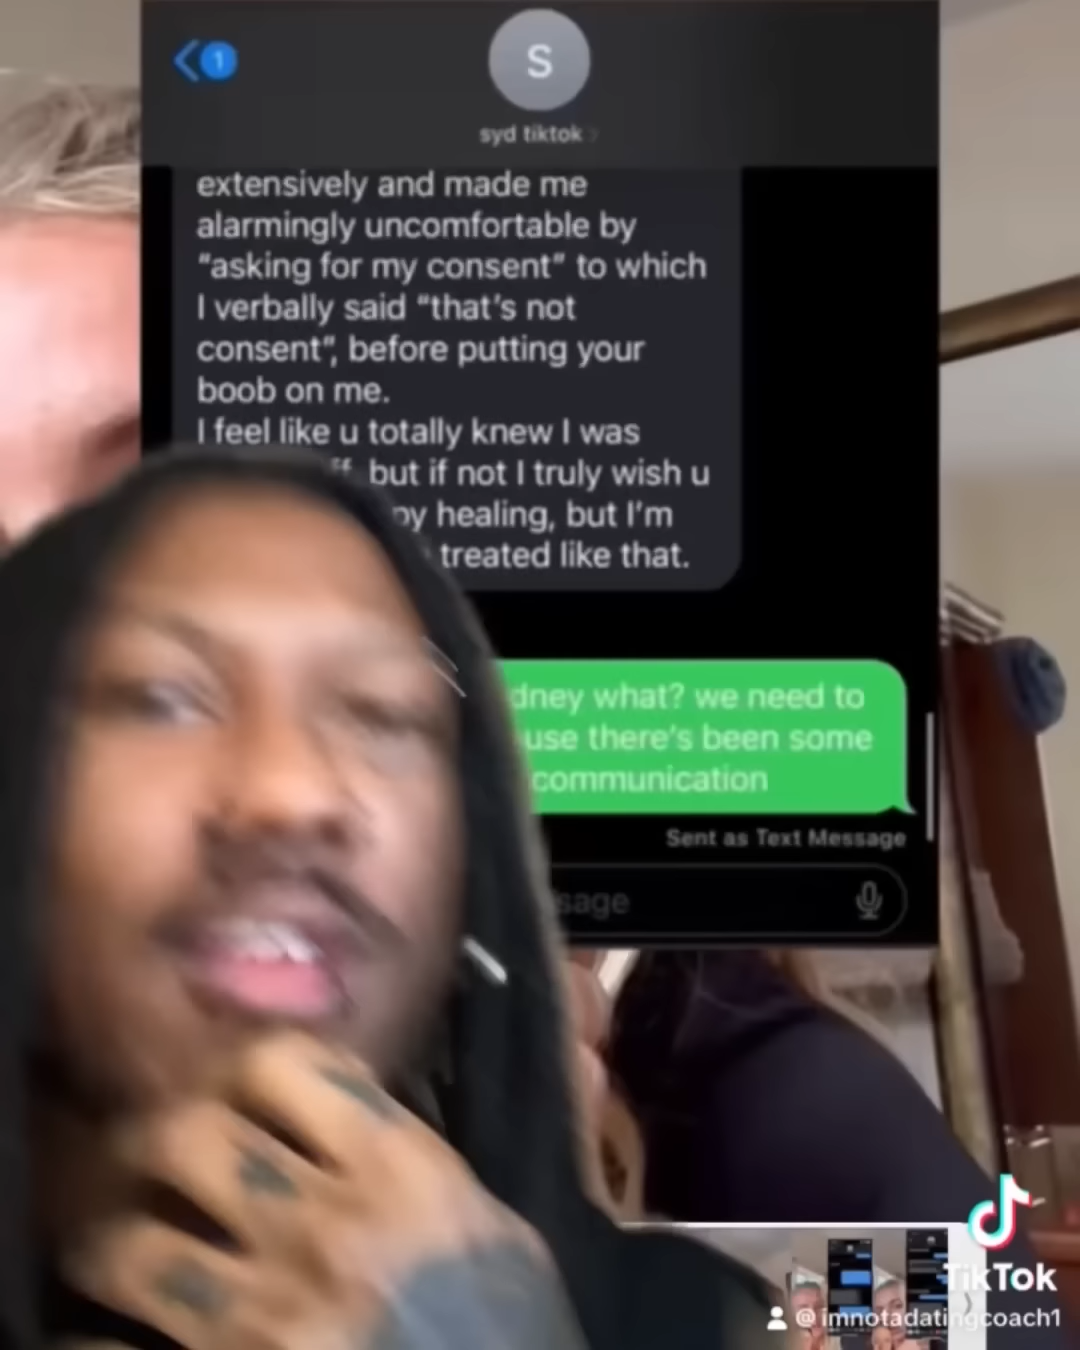 1
S
syd tiktok
extensively and made me
alarmingly uncomfortable by
"asking for my consent" to which
I verbally said "that's not
consent", before putting your
boob on me.
I feel like u totally knew I was
but if not I truly wish u
healing, but I'm
treated like that.
what? we need to
there's been some
communication
Sent as Text Message
TikTok
@imnotadatingcoach1